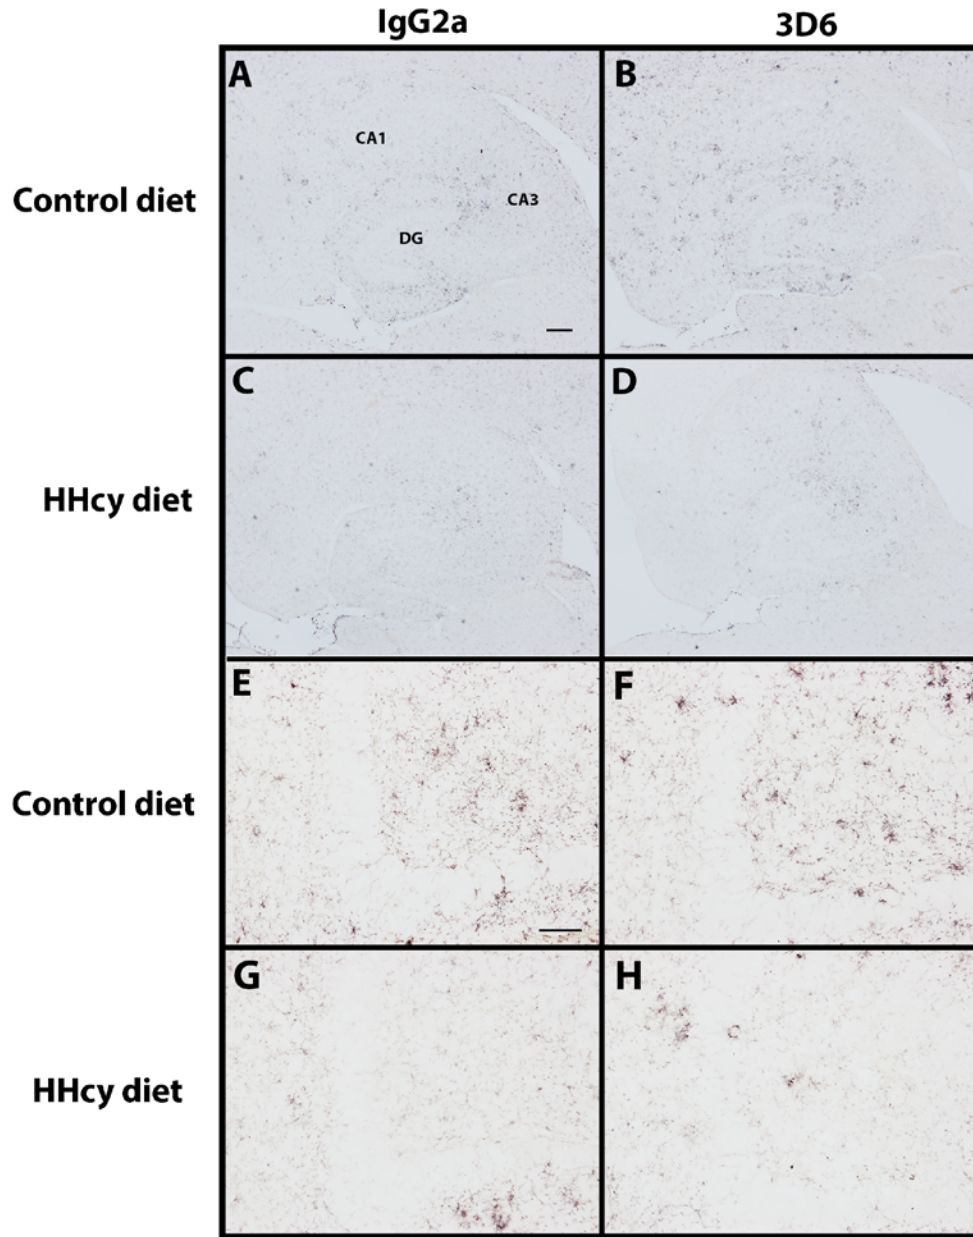 IgG2a 3D6
A B
CA1
Control diet
CA3
DG
C D
HHcy diet
E F
Control diet
G H
HHcy diet